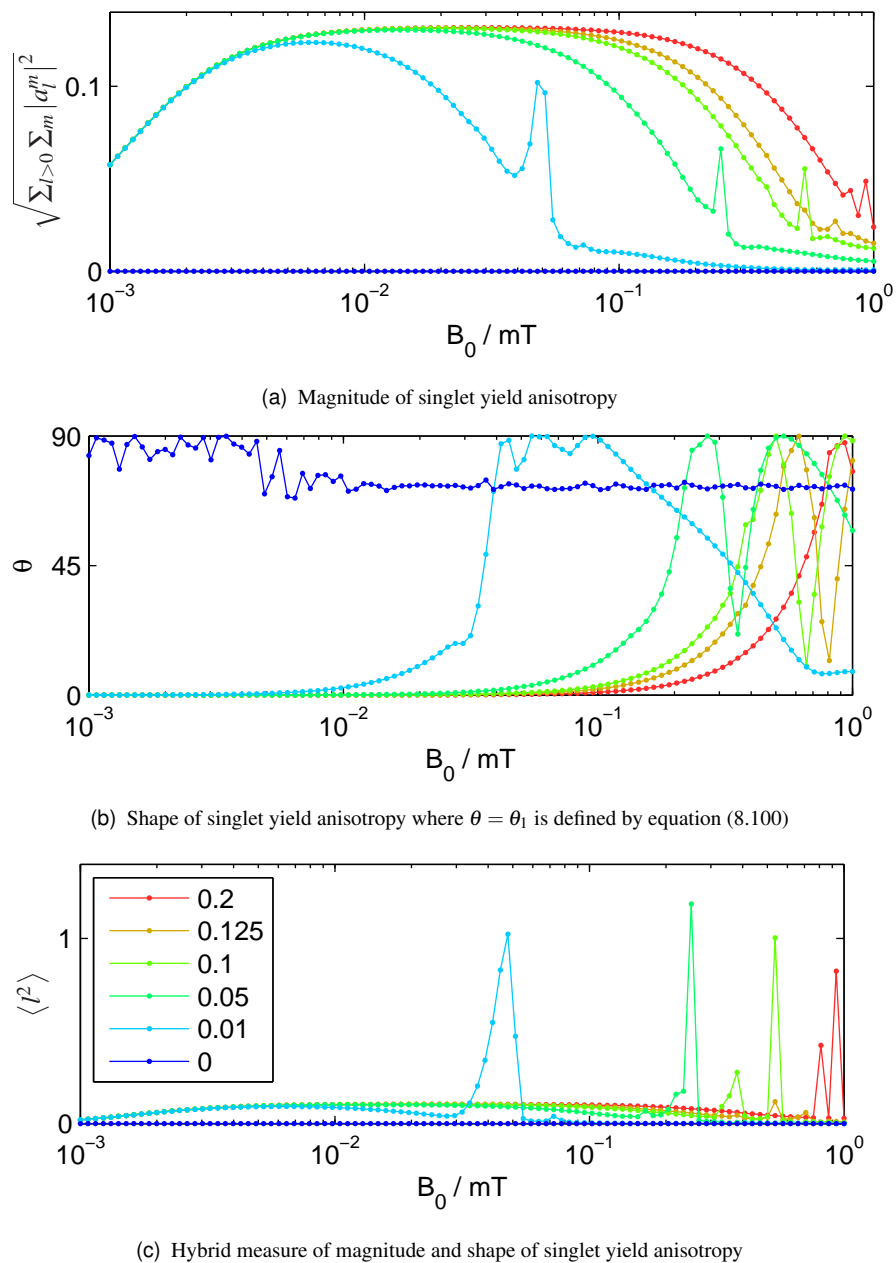 √Σ_{l>0} Σ_m |a_l^m|^2
0.1
0
10^−3 10^−2 10^−1 10^0
B_0 / mT
(a) Magnitude of singlet yield anisotropy
90
θ 45
0
10^−3 10^−2 10^−1 10^0
B_0 / mT
(b) Shape of singlet yield anisotropy where θ = θ_1 is defined by equation (8.100)
⟨l^2⟩
1
0
0.2
0.125
0.1
0.05
0.01
0
10^−3 10^−2 10^−1 10^0
B_0 / mT
(c) Hybrid measure of magnitude and shape of singlet yield anisotropy